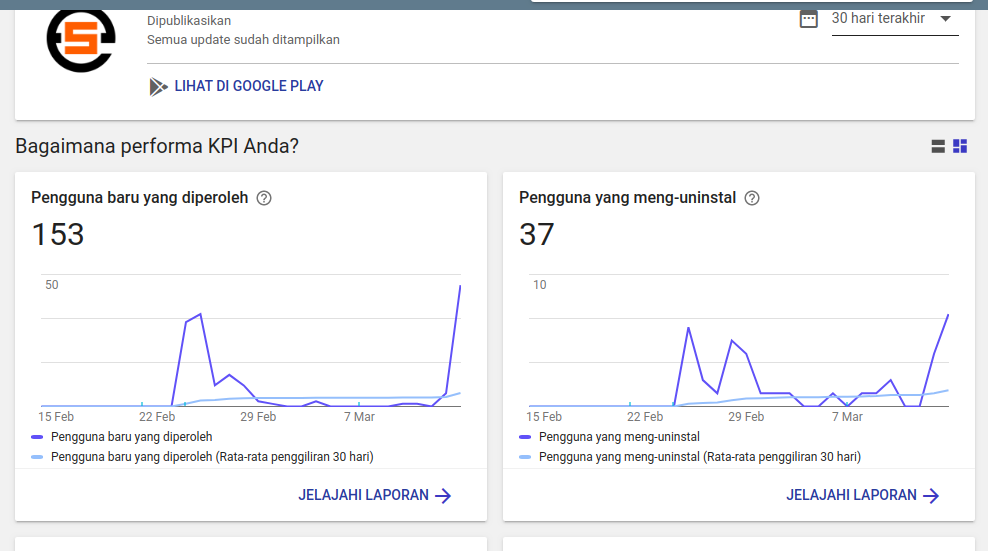 Dipublikasikan
30 hari terakhir
Semua update sudah ditampilkan
LIHAT DI GOOGLE PLAY
Bagaimana performa KPI Anda?
Pengguna baru yang diperoleh
153
50
15 Feb 22 Feb 29 Feb 7 Mar
Pengguna baru yang diperoleh
Pengguna baru yang diperoleh (Rata-rata penggiliran 30 hari)
JELAJAHI LAPORAN
Pengguna yang meng-uninstal
37
10
15 Feb 22 Feb 29 Feb 7 Mar
Pengguna yang meng-uninstal
Pengguna yang meng-uninstal (Rata-rata penggiliran 30 hari)
JELAJAHI LAPORAN